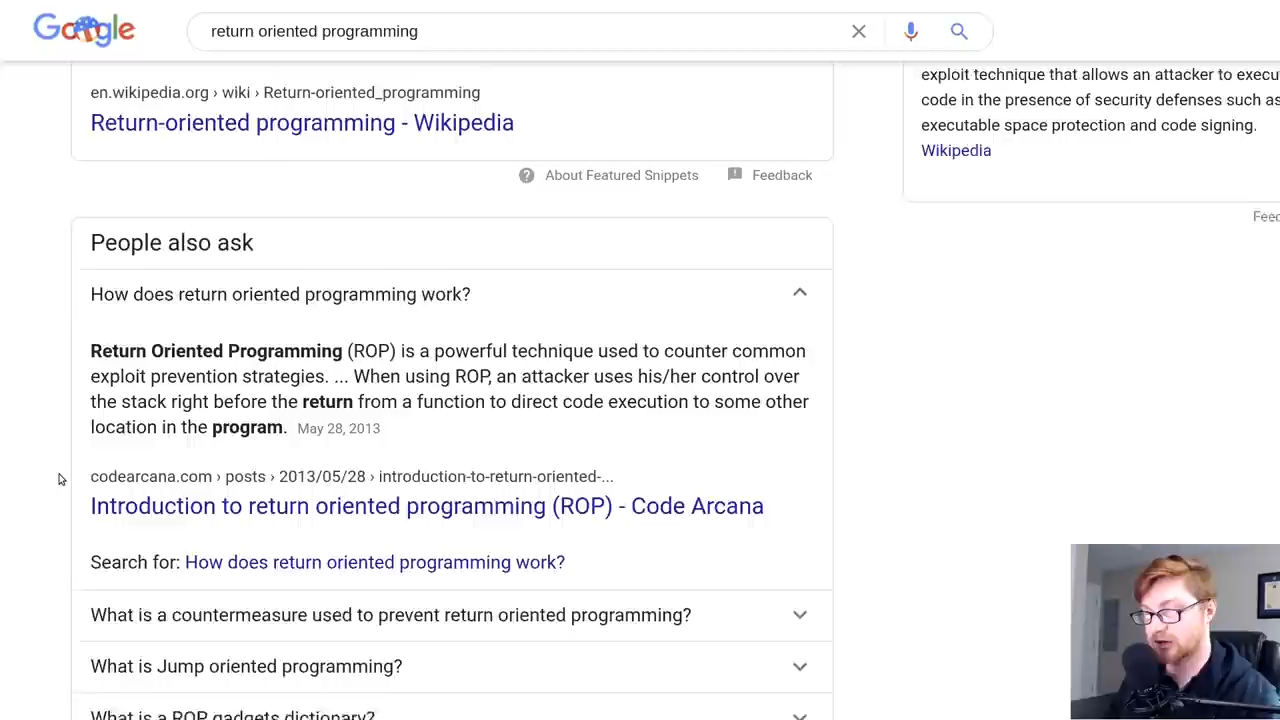 Google
return oriented programming
en.wikipedia.org › wiki › Return-oriented_programming
Return-oriented programming - Wikipedia
About Featured Snippets
Feedback
exploit technique that allows an attacker to execu
code in the presence of security defenses such as
executable space protection and code signing.
Wikipedia
Feed
People also ask
How does return oriented programming work?
Return Oriented Programming (ROP) is a powerful technique used to counter common
exploit prevention strategies. ... When using ROP, an attacker uses his/her control over
the stack right before the return from a function to direct code execution to some other
location in the program. May 28, 2013
codearcana.com › posts › 2013/05/28 › introduction-to-return-oriented-...
Introduction to return oriented programming (ROP) - Code Arcana
Search for: How does return oriented programming work?
What is a countermeasure used to prevent return oriented programming?
What is Jump oriented programming?
What is a ROP gadgets dictionary?